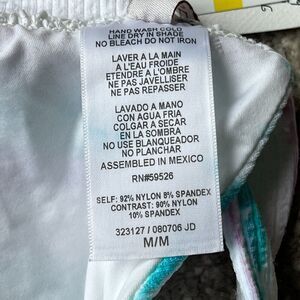 HAND WASH COLD
LINE DRY IN SHADE
NO BLEACH DO NOT IRON
LAVER A LA MAIN
A L'EAU FROIDE
ETENDRE A L'OMBRE
NE PAS JAVELLISER
NE PAS REPASSER
LAVADO A MANO
CON AGUA FRIA
COLGAR A SECAR
EN LA SOMBRA
NO USE BLANQUEADOR
NO PLANCHAR
ASSEMBLED IN MEXICO
RN#59526
SELF: 92% NYLON 8% SPANDEX
CONTRAST: 90% NYLON
10% SPANDEX
323127 / 080706 JD
M/M